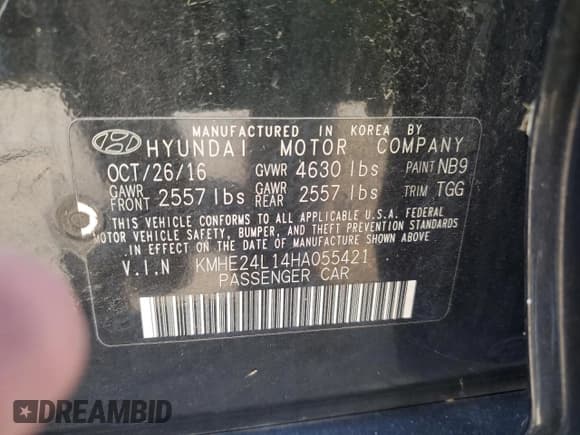 MANUFACTURED IN KOREA BY
HYUNDAI MOTOR COMPANY
OCT/26/16 GVWR 4630 lbs PAINT NB9
GAWR FRONT 2557 lbs GAWR REAR 2557 lbs TRIM TGG
THIS VEHICLE CONFORMS TO ALL APPLICABLE U.S.A. FEDERAL
MOTOR VEHICLE SAFETY, BUMPER, AND THEFT PREVENTION STANDARDS
IN EFFECT ON THE DATE OF MANUFACTURE SHOWN ABOVE.
V.I.N KMHE24L14HA055421
PASSENGER CAR
DREAMBID